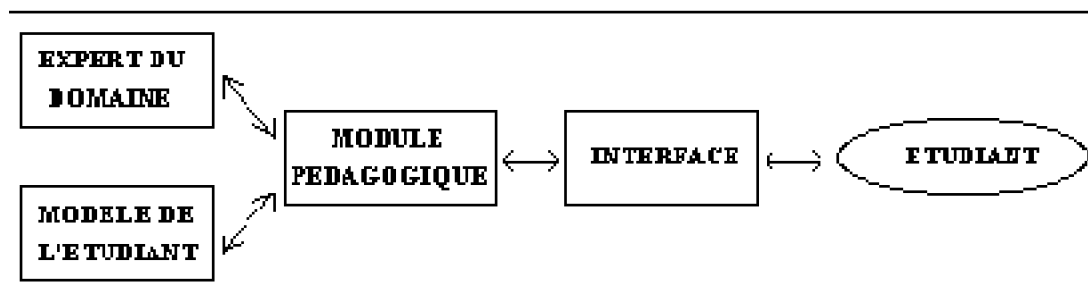 EXPERT DU
DOMAINE
MODELE DE
L'ETUDIANT
MODULE
PEDAGOGIQUE
INTERFACE
ETUDIANT